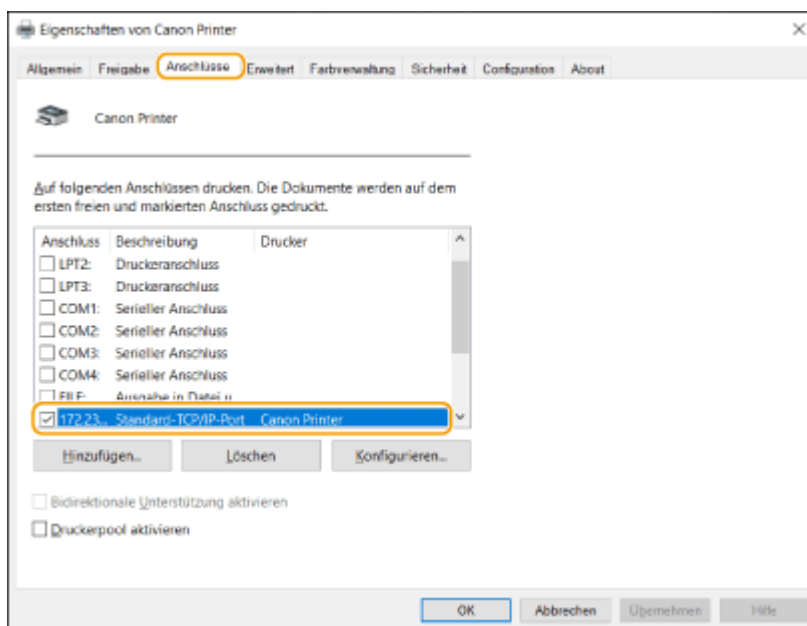 Eigenschaften von Canon Printer
Allgemein Freigabe Anschlüsse Erweitert Farbverwaltung Sicherheit Configuration About
Canon Printer
Auf folgenden Anschlüssen drucken. Die Dokumente werden auf dem
ersten freien und markierten Anschluss gedruckt.
Anschluss Beschreibung Drucker
LPT2: Druckeranschluss
LPT3: Druckeranschluss
COM1: Serieller Anschluss
COM2: Serieller Anschluss
COM3: Serieller Anschluss
COM4: Serieller Anschluss
FILE: Ausgabe in Datei u
172.23... Standard-TCP/IP-Port Canon Printer
Hinzufügen... Löschen Konfigurieren...
Bidirektionale Unterstützung aktivieren
Druckerpool aktivieren
OK Abbrechen Übernehmen Hilfe